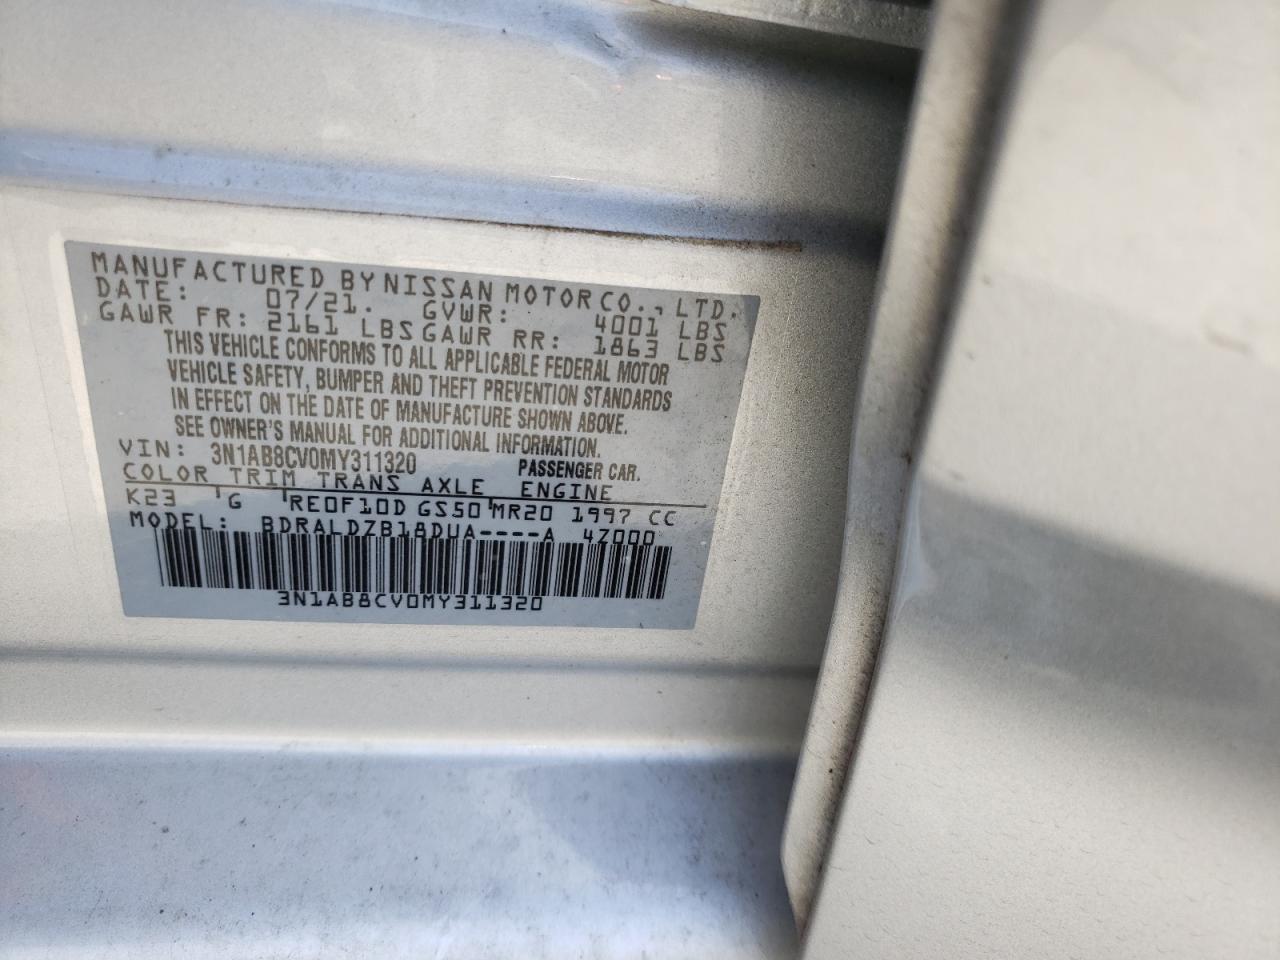 MANUFACTURED BY NISSAN MOTOR CO., LTD.
DATE: 07/21. GVWR: 4001 LBS
GAWR FR: 2161 LBS GAWR RR: 1863 LBS
THIS VEHICLE CONFORMS TO ALL APPLICABLE FEDERAL MOTOR
VEHICLE SAFETY, BUMPER AND THEFT PREVENTION STANDARDS
IN EFFECT ON THE DATE OF MANUFACTURE SHOWN ABOVE.
SEE OWNER'S MANUAL FOR ADDITIONAL INFORMATION.
VIN: 3N1AB8CV0MY311320 PASSENGER CAR.
COLOR TRIM TRANS AXLE ENGINE
K23 G RE0F10D GS50 MR20 1997 CC
MODEL: BDRALDZB18DUA----A 4Z000
3N1AB8CV0MY311320